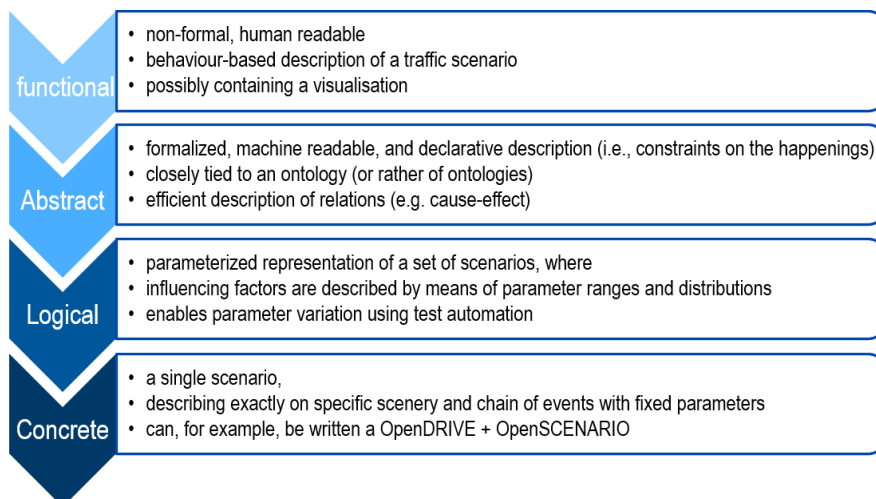 functional
• non-formal, human readable
• behaviour-based description of a traffic scenario
• possibly containing a visualisation
Abstract
• formalized, machine readable, and declarative description (i.e., constraints on the happenings)
• closely tied to an ontology (or rather of ontologies)
• efficient description of relations (e.g. cause-effect)
Logical
• parameterized representation of a set of scenarios, where
• influencing factors are described by means of parameter ranges and distributions
• enables parameter variation using test automation
Concrete
• a single scenario,
• describing exactly on specific scenery and chain of events with fixed parameters
• can, for example, be written a OpenDRIVE + OpenSCENARIO